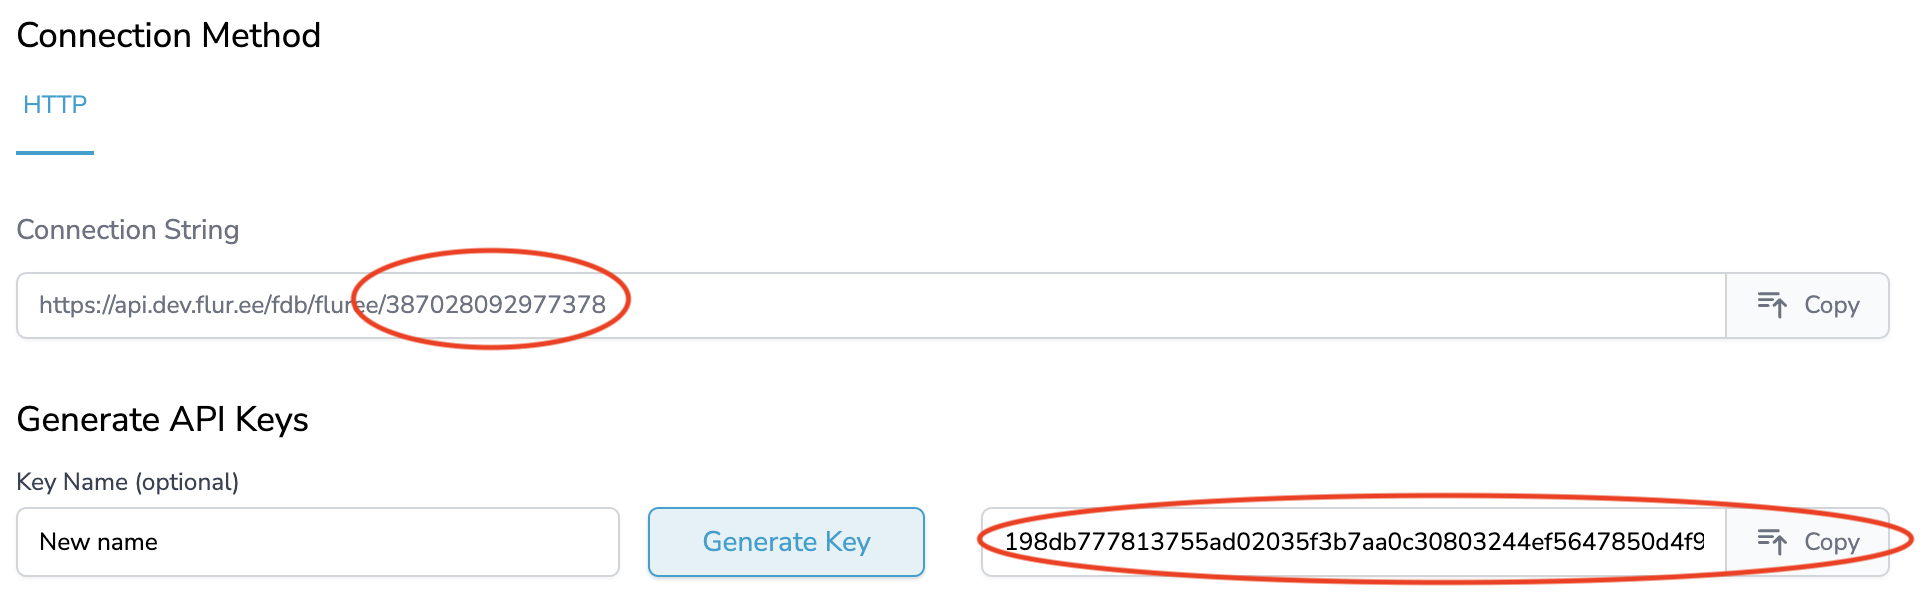 Connection Method
HTTP
Connection String
https://api.dev.flur.ee/fdb/fluree/387028092977378
Copy
Generate API Keys
Key Name (optional)
New name
Generate Key
198db777813755ad02035f3b7aa0c30803244ef5647850d4f9
Copy